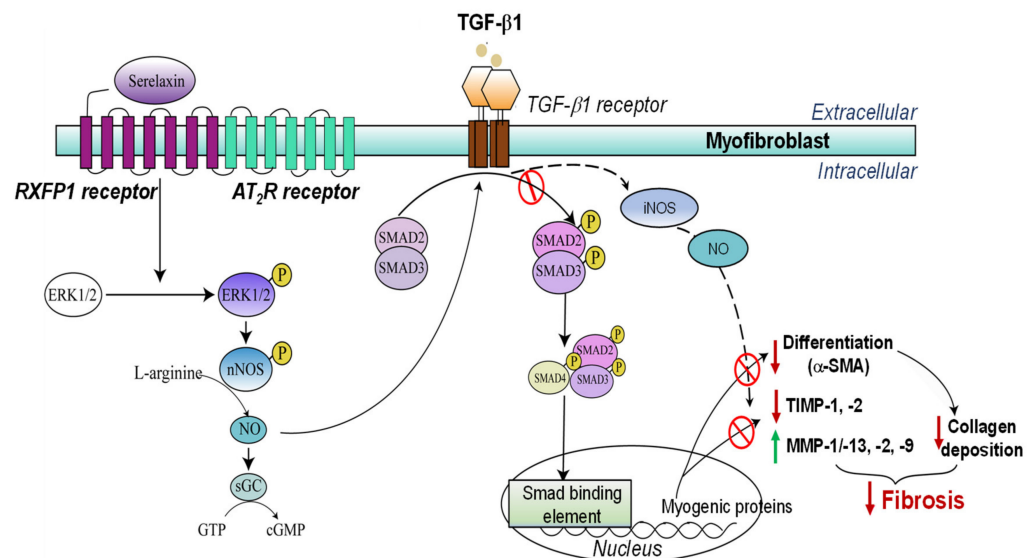 TGF-β1
Serelaxin
TGF-β1 receptor
Extracellular
Myofibroblast
Intracellular
RXFP1 receptor
AT₂R receptor
iNOS
NO
SMAD2
SMAD3
P
SMAD2
P
SMAD3
ERK1/2
ERK1/2
P
nNOS
P
L-arginine
NO
sGC
GTP
cGMP
P
SMAD2
P
SMAD4
SMAD3
P
Differentiation
(α-SMA)
TIMP-1, -2
MMP-1/-13, -2, -9
Collagen
deposition
Fibrosis
Smad binding
element
Myogenic proteins
Nucleus